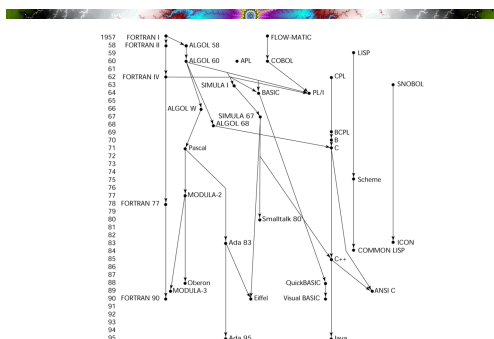 1957 FORTRAN I FLOW-MATIC
58 FORTRAN II ALGOL 58
59 LISP
60 ALGOL 60 APL COBOL
61
62 FORTRAN IV CPL
63 SIMULA I SNOBOL
64 BASIC PL/I
65
66 ALGOL W
67 SIMULA 67
68 ALGOL 68
69 BCPL
70 B
71 Pascal C
72
73
74
75 Scheme
76
77 MODULA-2
78 FORTRAN 77
79
80 Smalltalk 80
81
82
83 Ada 83 ICON
84 COMMON LISP
85 C++
86
87
88 Oberon QuickBASIC
89 MODULA-3 ANSI C
90 FORTRAN 90 Eiffel Visual BASIC
91
92
93
94
95 Ada 95 Java